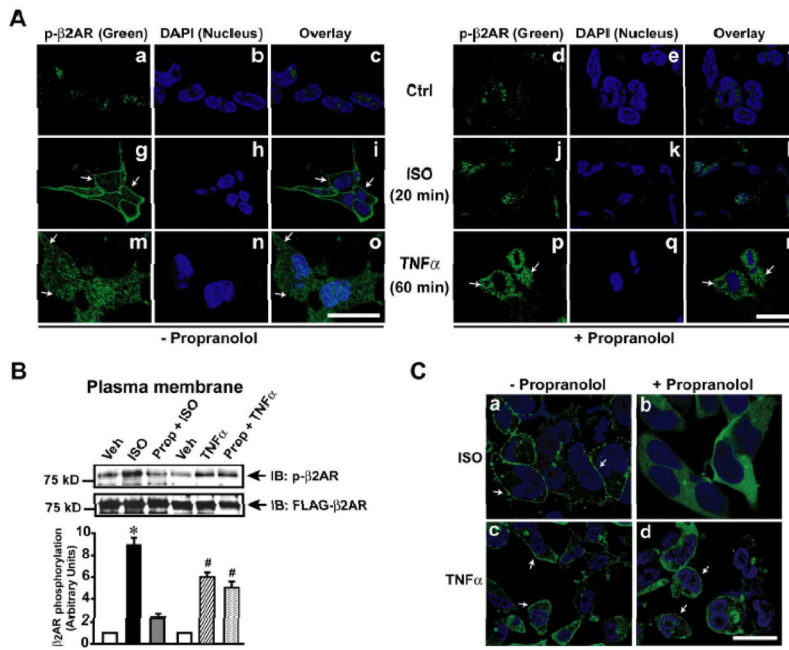 A
p-β2AR (Green) DAPI (Nucleus) Overlay
p-β2AR (Green) DAPI (Nucleus) Overlay
a b c
Ctrl
d e
g h i
ISO
(20 min)
j k
m n o
TNFα
(60 min)
p q
- Propranolol
+ Propranolol
B
Plasma membrane
Veh ISO Prop + ISO Veh TNFα Prop + TNFα
75 kD IB: p-β2AR
75 kD IB: FLAG-β2AR
β2AR phosphorylation
(Arbitrary Units)
10
8
6
4
2
0
* # #
C
- Propranolol + Propranolol
ISO
a b
TNFα
c d